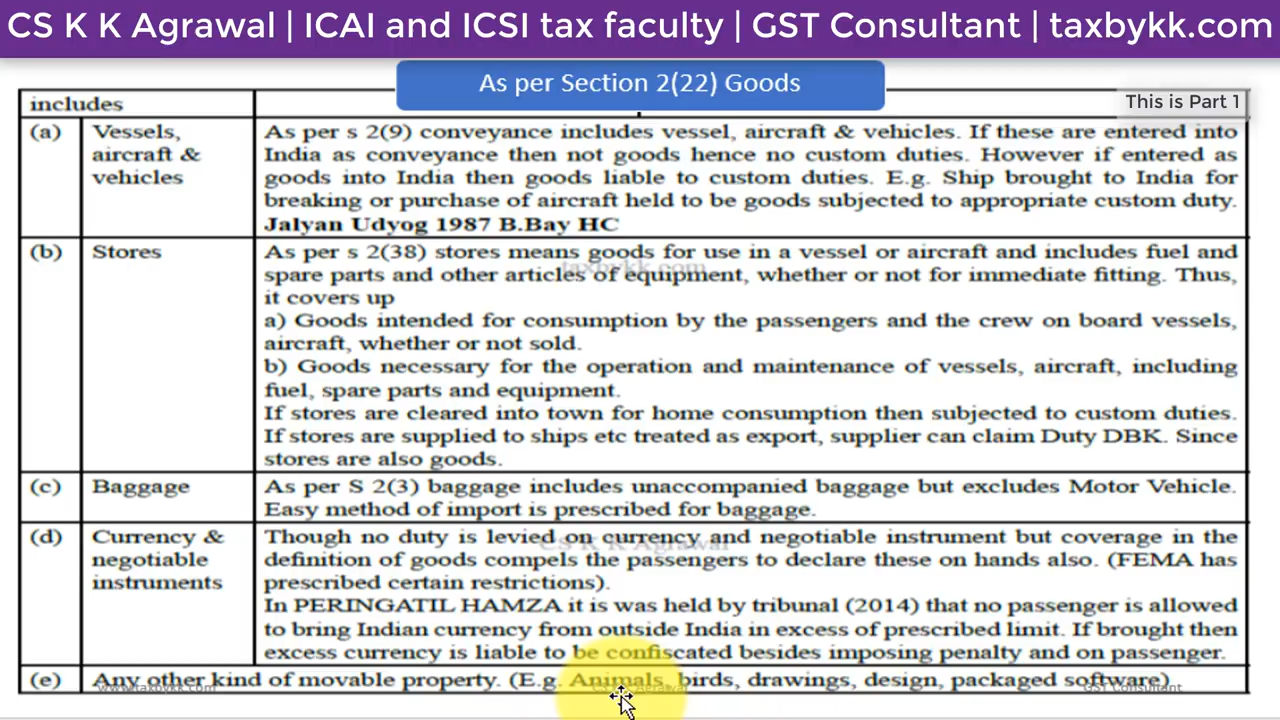 CS K K Agrawal | ICAI and ICSI tax faculty | GST Consultant | taxbykk.com
As per Section 2(22) Goods
This is Part 1
includes
(a) Vessels, aircraft & vehicles
As per s 2(9) conveyance includes vessel, aircraft & vehicles. If these are entered into
India as conveyance then not goods hence no custom duties. However if entered as
goods into India then goods liable to custom duties. E.g. Ship brought to India for
breaking or purchase of aircraft held to be goods subjected to appropriate custom duty.
Jalyan Udyog 1987 B.Bay HC
(b) Stores
As per s 2(38) stores means goods for use in a vessel or aircraft and includes fuel and
spare parts and other articles of equipment, whether or not for immediate fitting. Thus,
it covers up
a) Goods intended for consumption by the passengers and the crew on board vessels,
aircraft, whether or not sold.
b) Goods necessary for the operation and maintenance of vessels, aircraft, including
fuel, spare parts and equipment.
If stores are cleared into town for home consumption then subjected to custom duties.
If stores are supplied to ships etc treated as export, supplier can claim Duty DBK. Since
stores are also goods.
taxbykk.com
(c) Baggage
As per S 2(3) baggage includes unaccompanied baggage but excludes Motor Vehicle.
Easy method of import is prescribed for baggage.
(d) Currency & negotiable instruments
Though no duty is levied on currency and negotiable instrument but coverage in the
definition of goods compels the passengers to declare these on hands also. (FEMA has
prescribed certain restrictions).
In PERINGATIL HAMZA it is was held by tribunal (2014) that no passenger is allowed
to bring Indian currency from outside India in excess of prescribed limit. If brought then
excess currency is liable to be confiscated besides imposing penalty and on passenger.
CS K K Agrawal
(e) Any other kind of movable property. (E.g. Animals, birds, drawings, design, packaged software)
www.taxbykk.com
CS K K Agrawal
GST Consultant